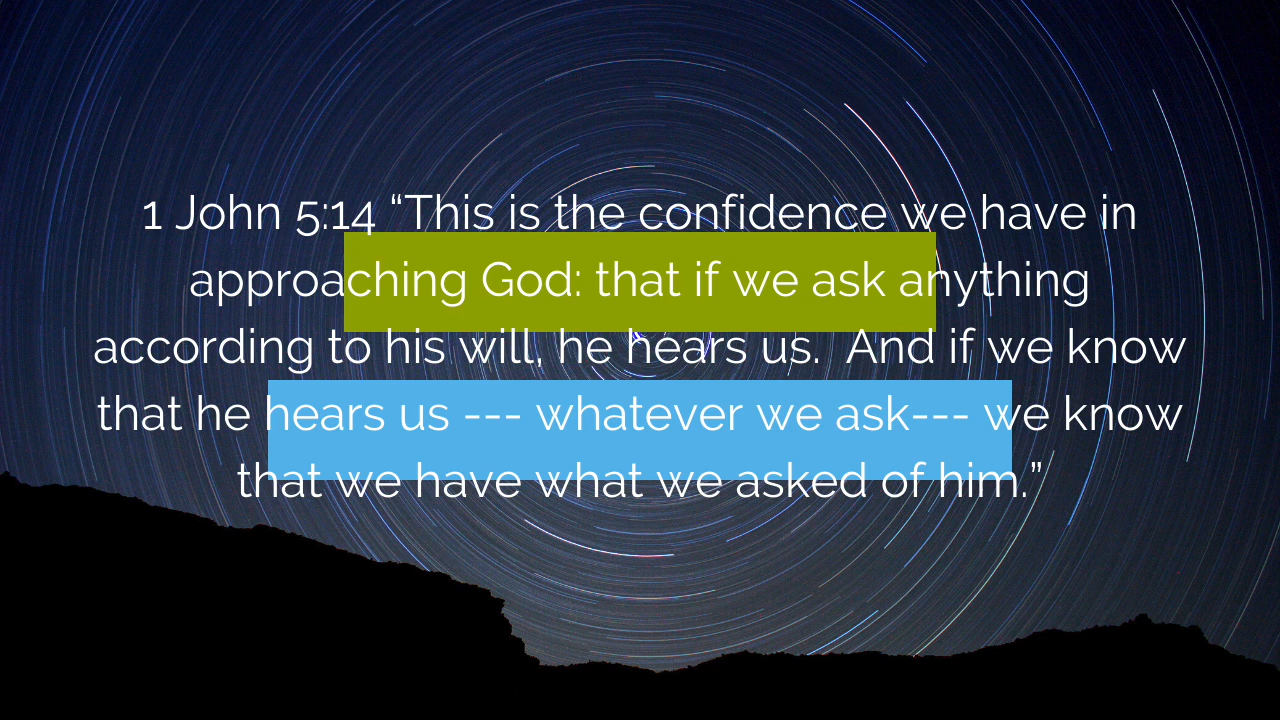 1 John 5:14 “This is the confidence we have in
approaching God: that if we ask anything
according to his will, he hears us.  And if we know
that he hears us --- whatever we ask--- we know
that we have what we asked of him.”